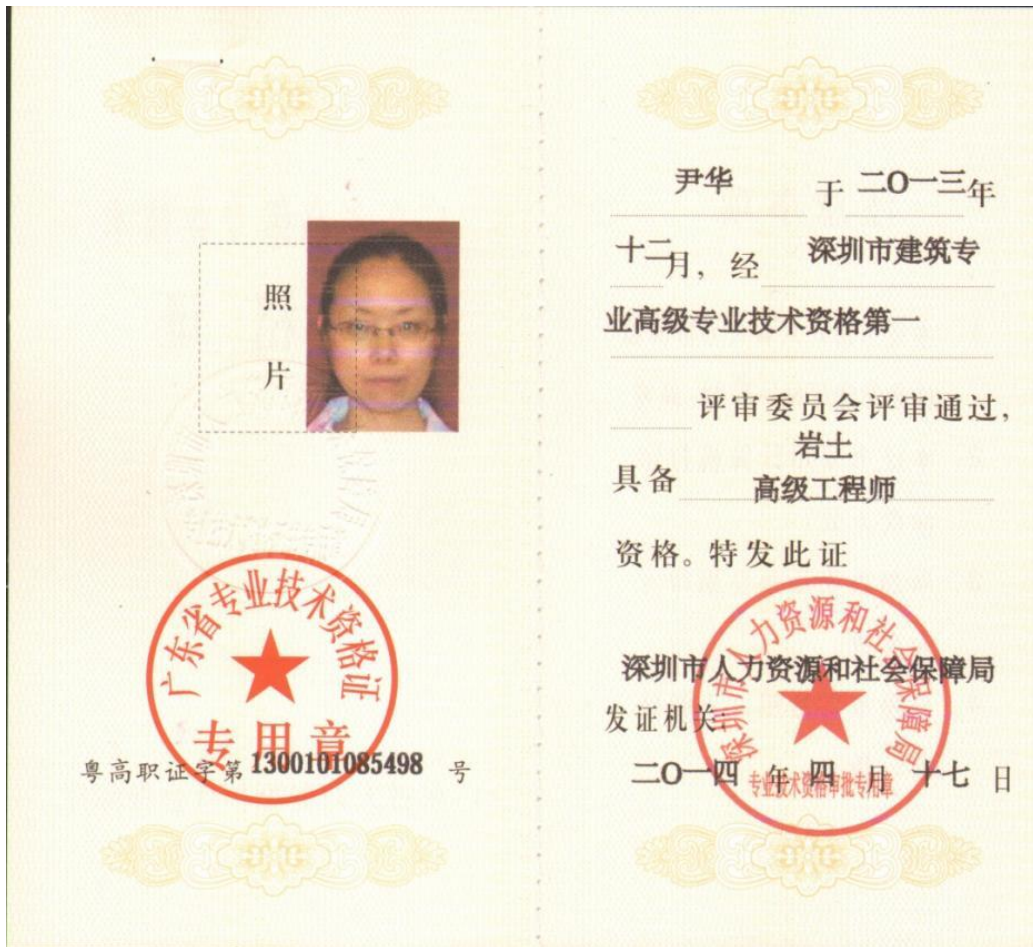 照
片
广东省专业技术资格证
专用章
粤高职证字第 1300101085498 号
尹华 于 二O一三年
十二月，经 深圳市建筑专
业高级专业技术资格第一
评审委员会评审通过，
岩土
具备 高级工程师
资格。特发此证
深圳市人力资源和社会保障局
发证机关：
深圳市人力资源和社会保障局
二O一四 年 四 月 十七 日
专业技术资格审批专用章